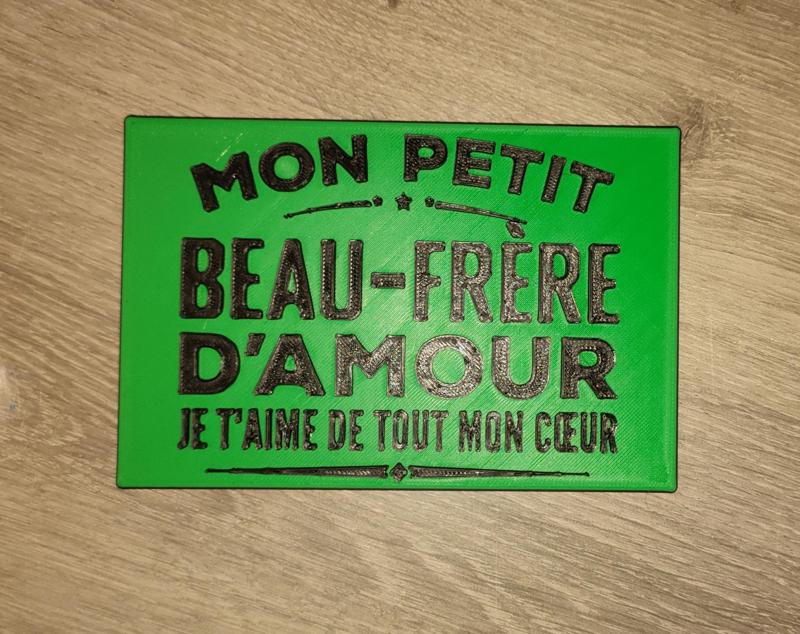 MON PETIT
BEAU-FRÈRE
D'AMOUR
JE T'AIME DE TOUT MON CŒUR